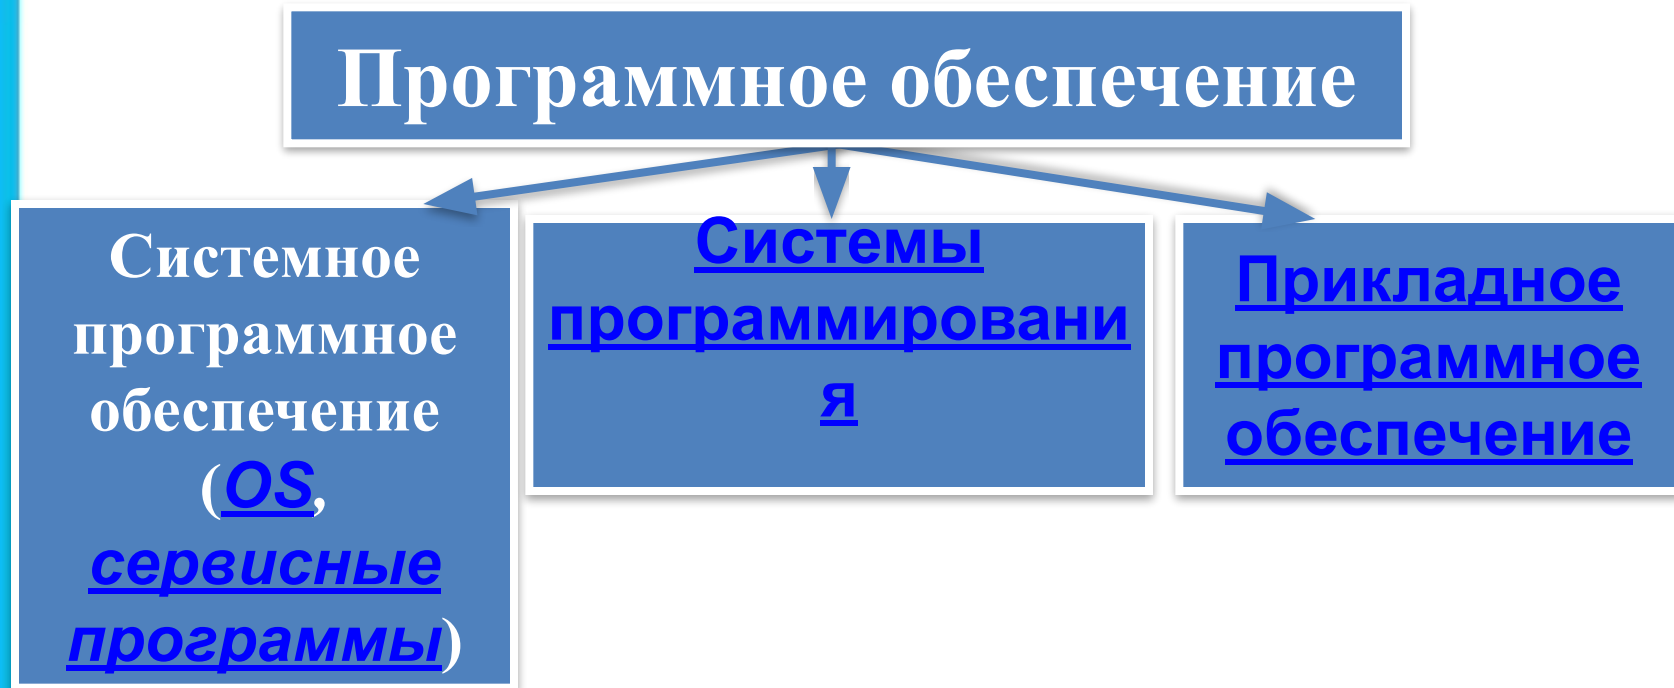 Программное обеспечение
Системное
программное
обеспечение
(OS,
сервисные
программы)
Системы
программировани
я
Прикладное
программное
обеспечение